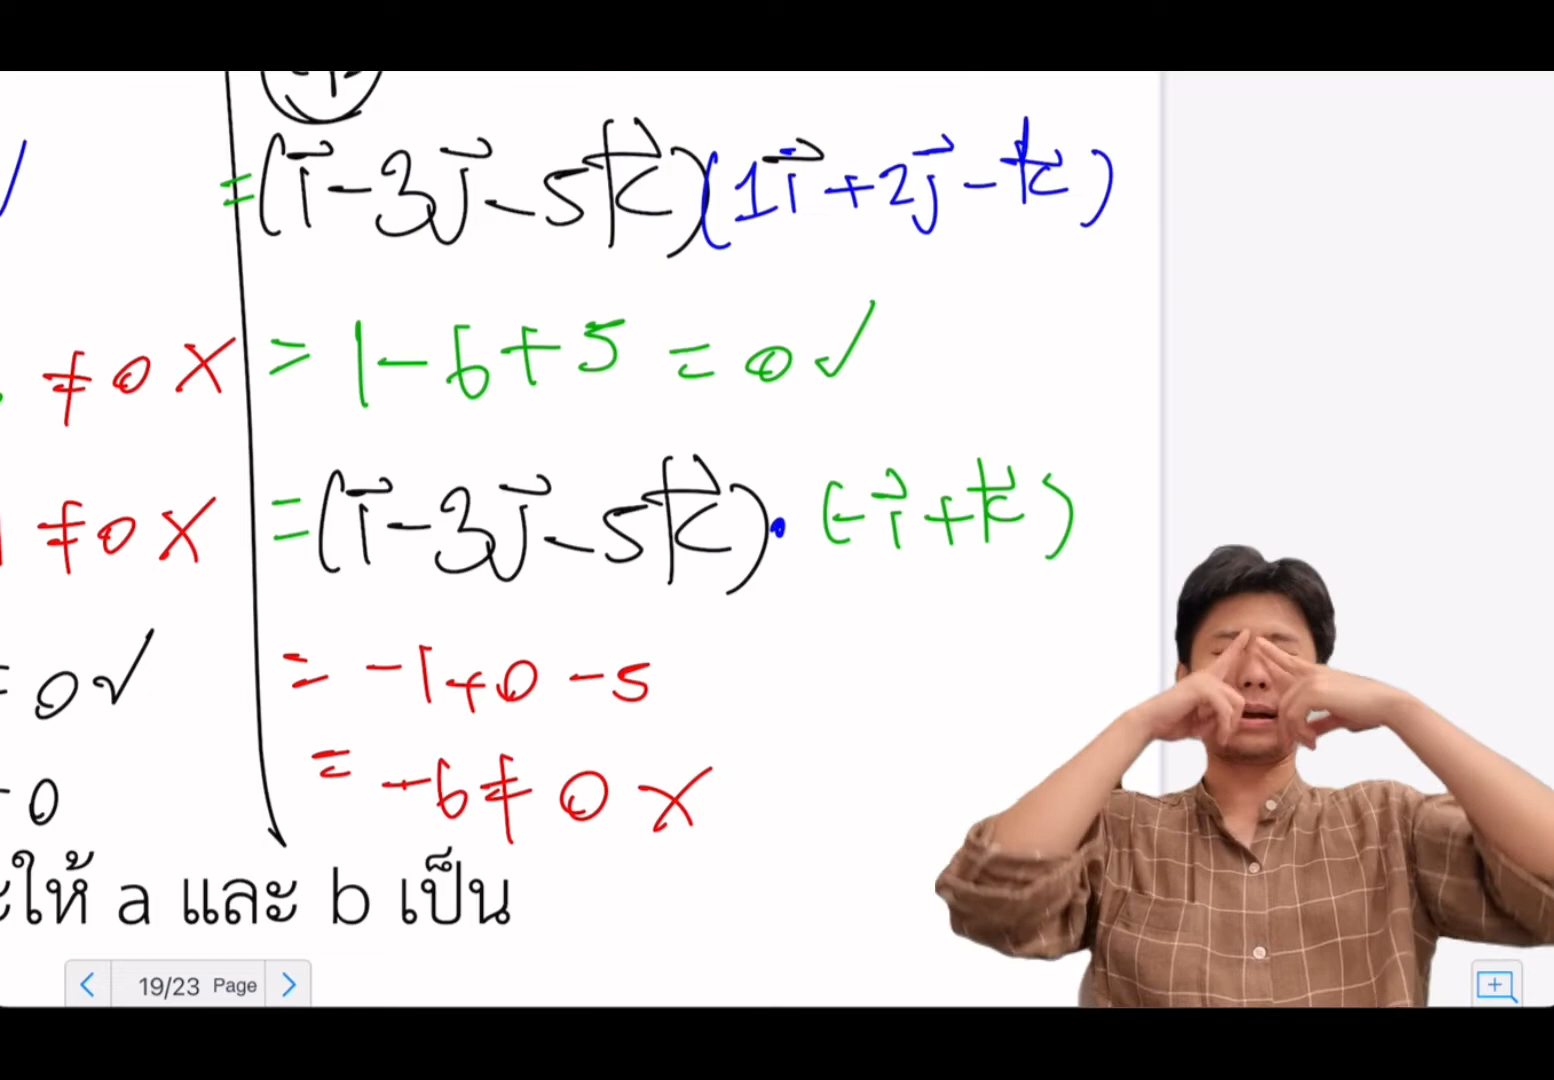 = (i⃗ - 3j⃗ - 5k⃗)(1i⃗ + 2j⃗ - k⃗)
≠ 0 ✗
= 1 - 6 + 5 = 0 ✓
≠ 0 ✗
= (i⃗ - 3j⃗ - 5k⃗) · (-i⃗ + k⃗)
= 0 ✓
= -1 + 0 - 5
0
= -6 ≠ 0 ✗
ให้ a และ b เป็น
19/23 Page